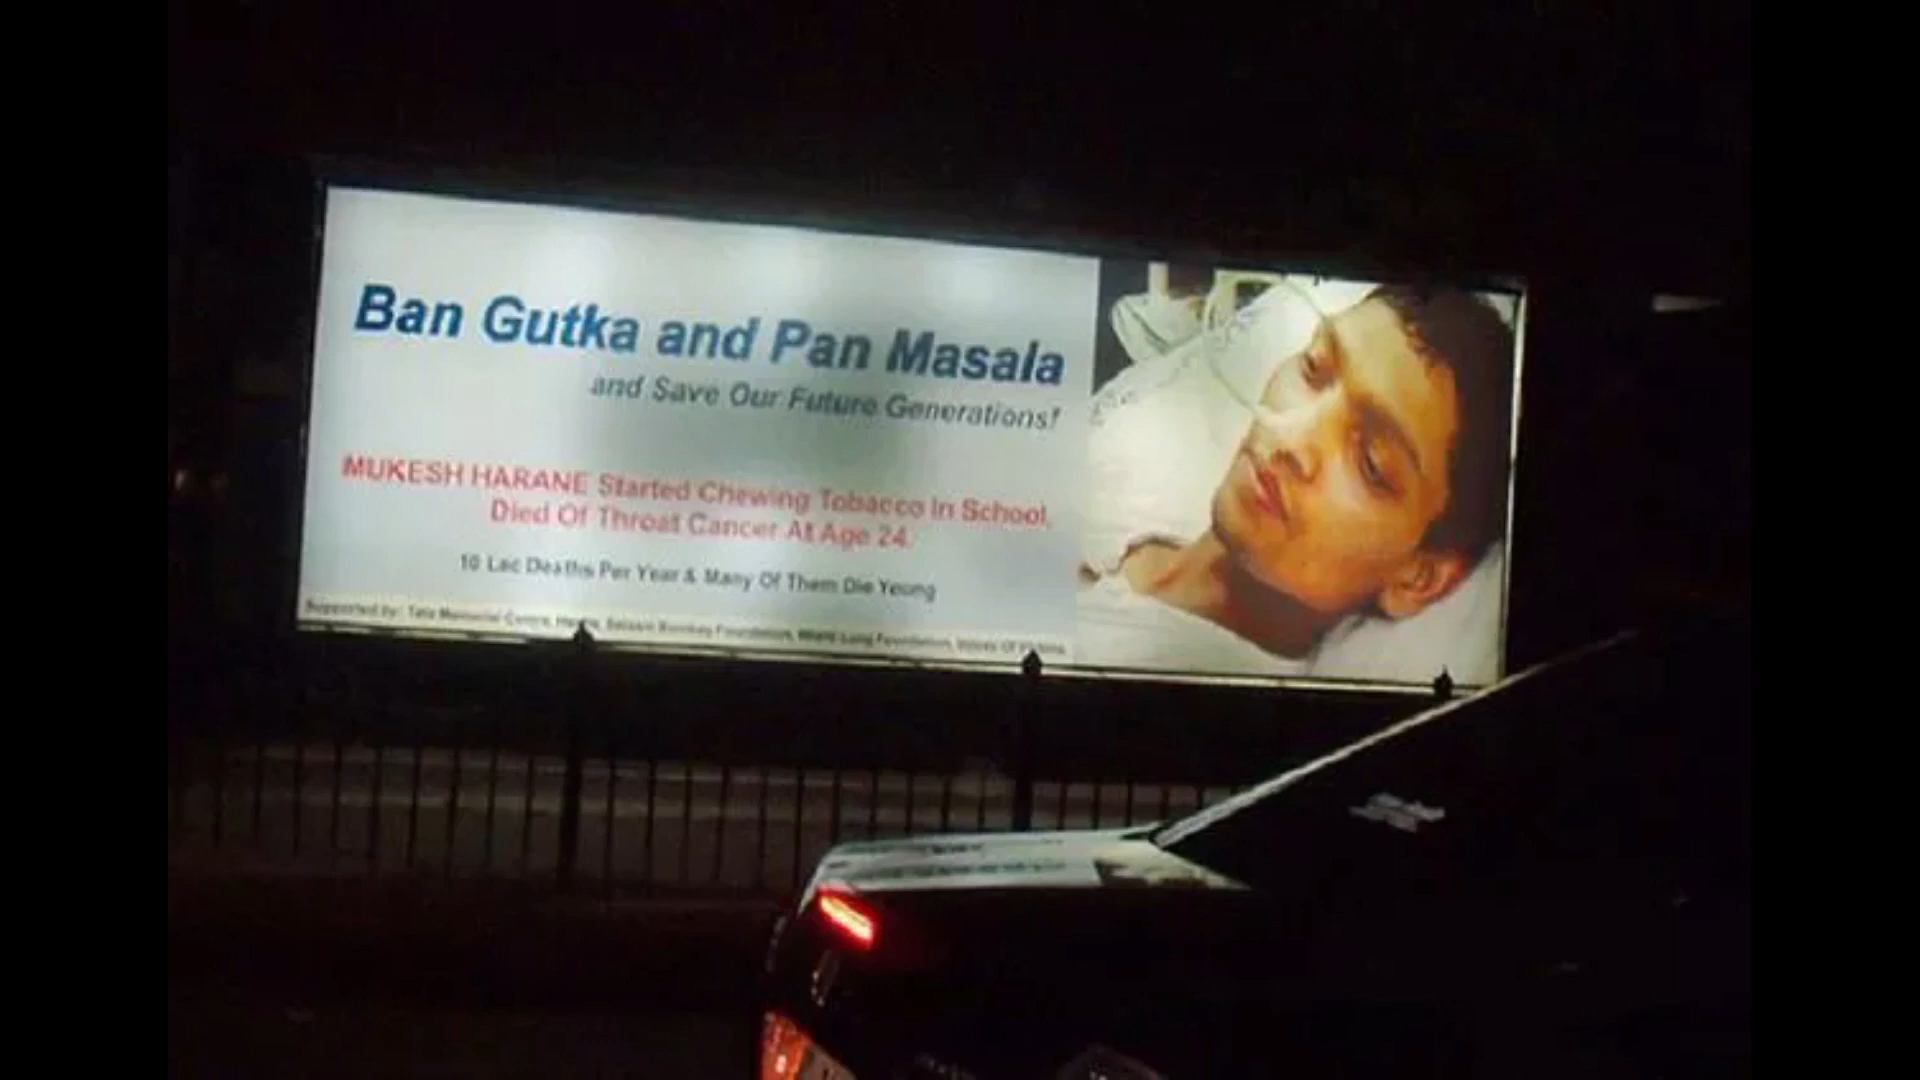 Ban Gutka and Pan Masala
and Save Our Future Generations!
MUKESH HARANE Started Chewing Tobacco In School,
Died Of Throat Cancer At Age 24.
10 Lac Deaths Per Year & Many Of Them Die Young
Supported by: Tata Memorial Centre, Salaam Bombay Foundation, Foundation, Voices Of Victims